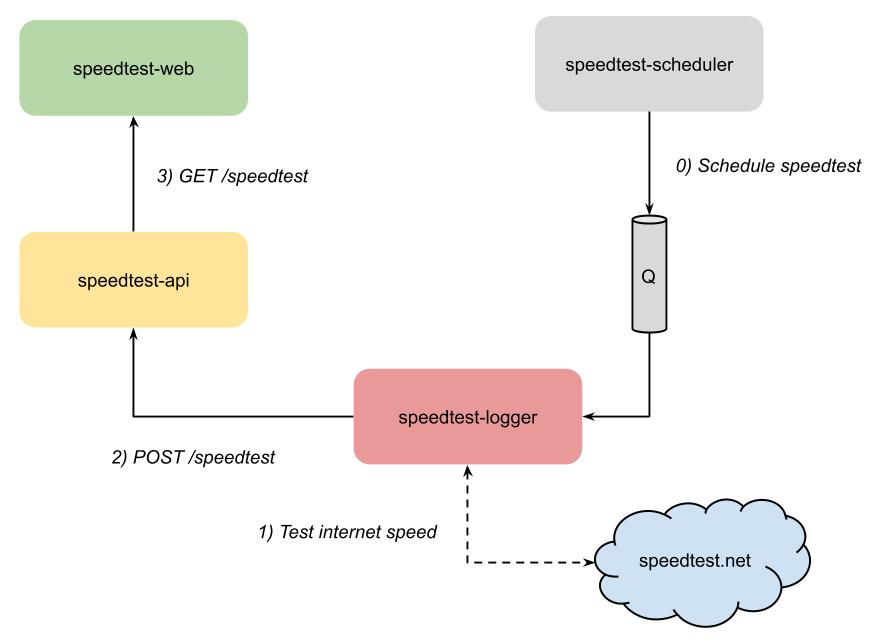 speedtest-web
speedtest-scheduler
3) GET /speedtest
0) Schedule speedtest
speedtest-api
Q
speedtest-logger
2) POST /speedtest
1) Test internet speed
speedtest.net